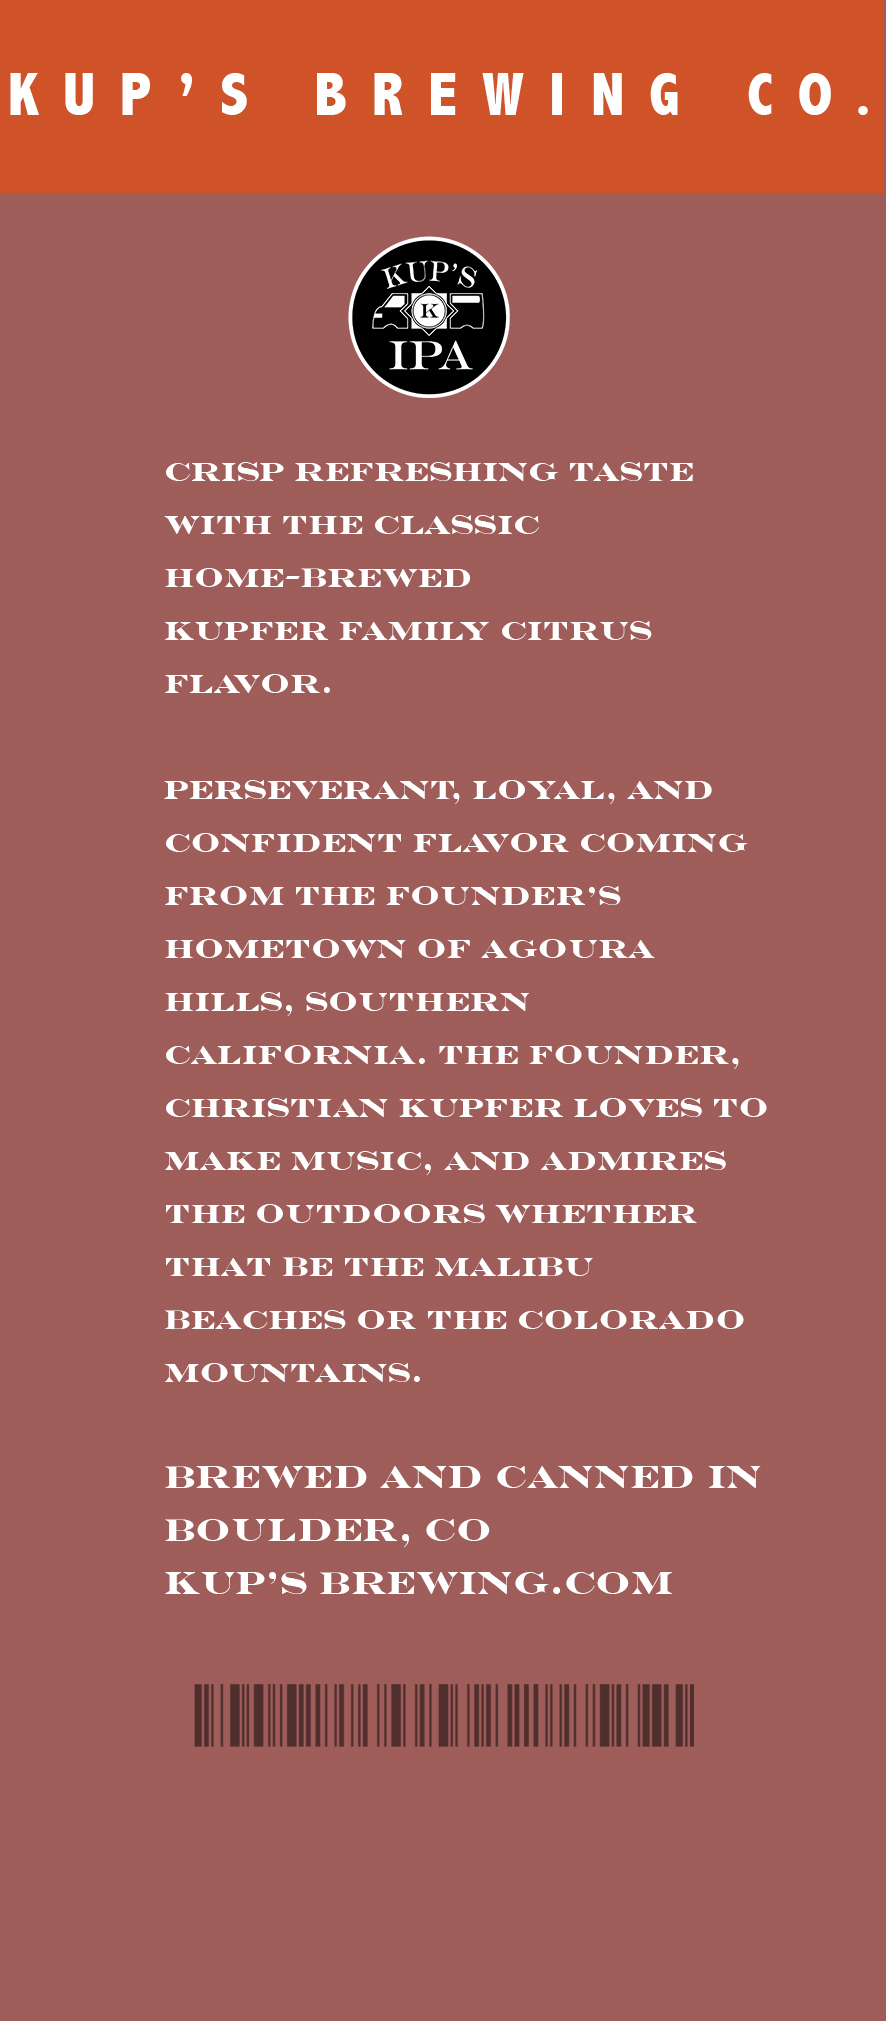 KUP’S BREWING CO.
KUP’S
K
IPA
CRISP REFRESHING TASTE
WITH THE CLASSIC
HOME-BREWED
KUPFER FAMILY CITRUS
FLAVOR.
PERSEVERANT, LOYAL, AND
CONFIDENT FLAVOR COMING
FROM THE FOUNDER’S
HOMETOWN OF AGOURA
HILLS, SOUTHERN
CALIFORNIA. THE FOUNDER,
CHRISTIAN KUPFER LOVES TO
MAKE MUSIC, AND ADMIRES
THE OUTDOORS WHETHER
THAT BE THE MALIBU
BEACHES OR THE COLORADO
MOUNTAINS.
BREWED AND CANNED IN
BOULDER, CO
KUP’S BREWING.COM